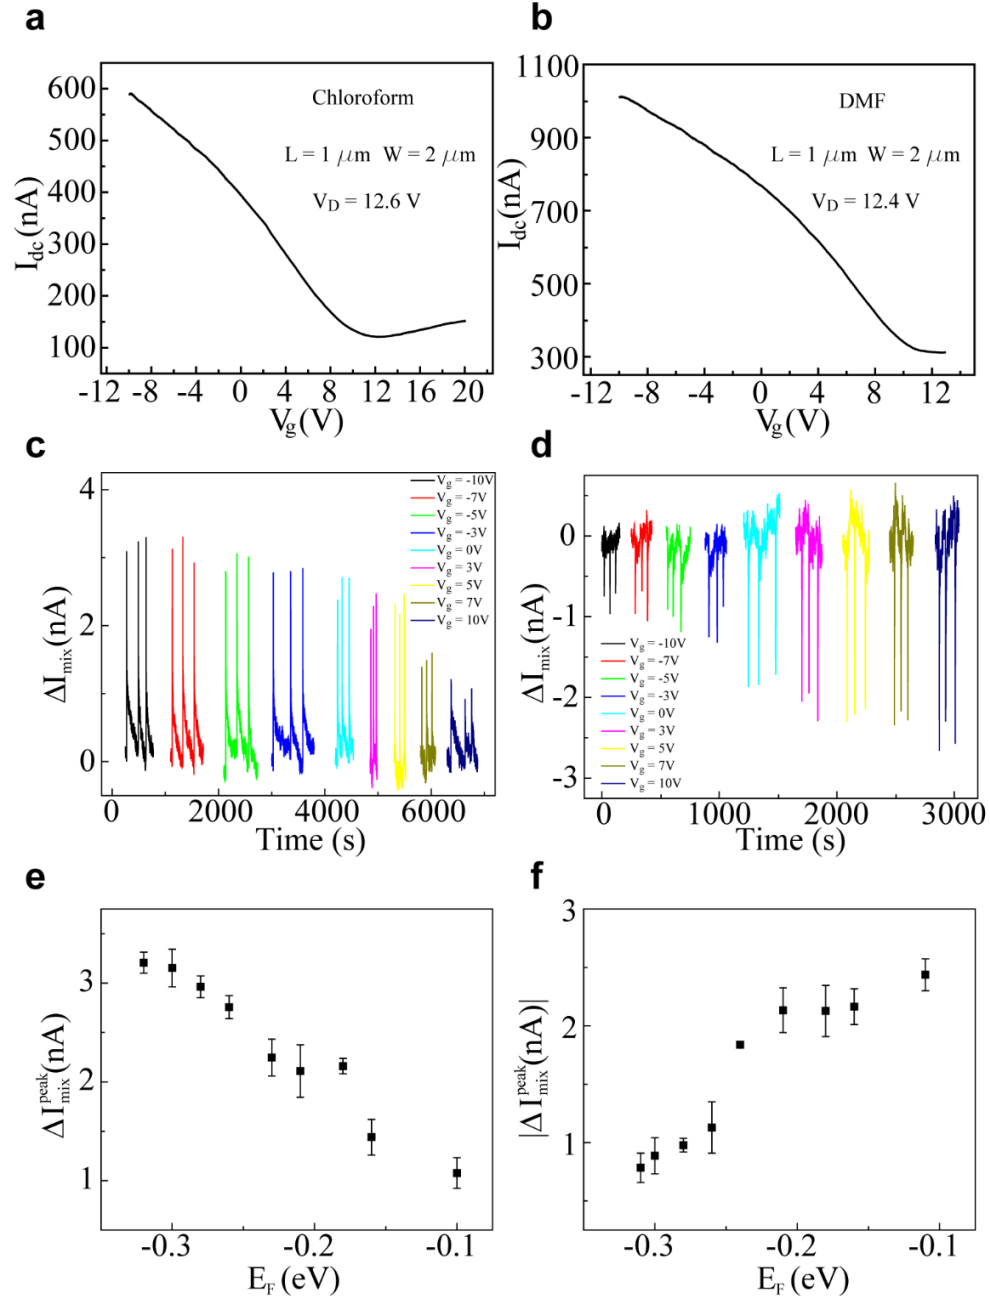 a
Chloroform
L = 1 μm W = 2 μm
V_D = 12.6 V
I_dc(nA)
600
500
400
300
200
100
-12 -8 -4 0 4 8 12 16 20
V_g(V)
b
DMF
L = 1 μm W = 2 μm
V_D = 12.4 V
I_dc(nA)
1100
900
700
500
300
-12 -8 -4 0 4 8 12
V_g(V)
c
V_g = -10V
V_g = -7V
V_g = -5V
V_g = -3V
V_g = 0V
V_g = 3V
V_g = 5V
V_g = 7V
V_g = 10V
ΔI_mix(nA)
4
2
0
0 2000 4000 6000
Time (s)
d
V_g = -10V
V_g = -7V
V_g = -5V
V_g = -3V
V_g = 0V
V_g = 3V
V_g = 5V
V_g = 7V
V_g = 10V
ΔI_mix(nA)
0
-1
-2
-3
0 1000 2000 3000
Time (s)
e
ΔI_mix^peak(nA)
3
2
1
-0.3 -0.2 -0.1
E_F (eV)
f
|Δ I_mix^peak(nA)|
3
2
1
-0.3 -0.2 -0.1
E_F (eV)